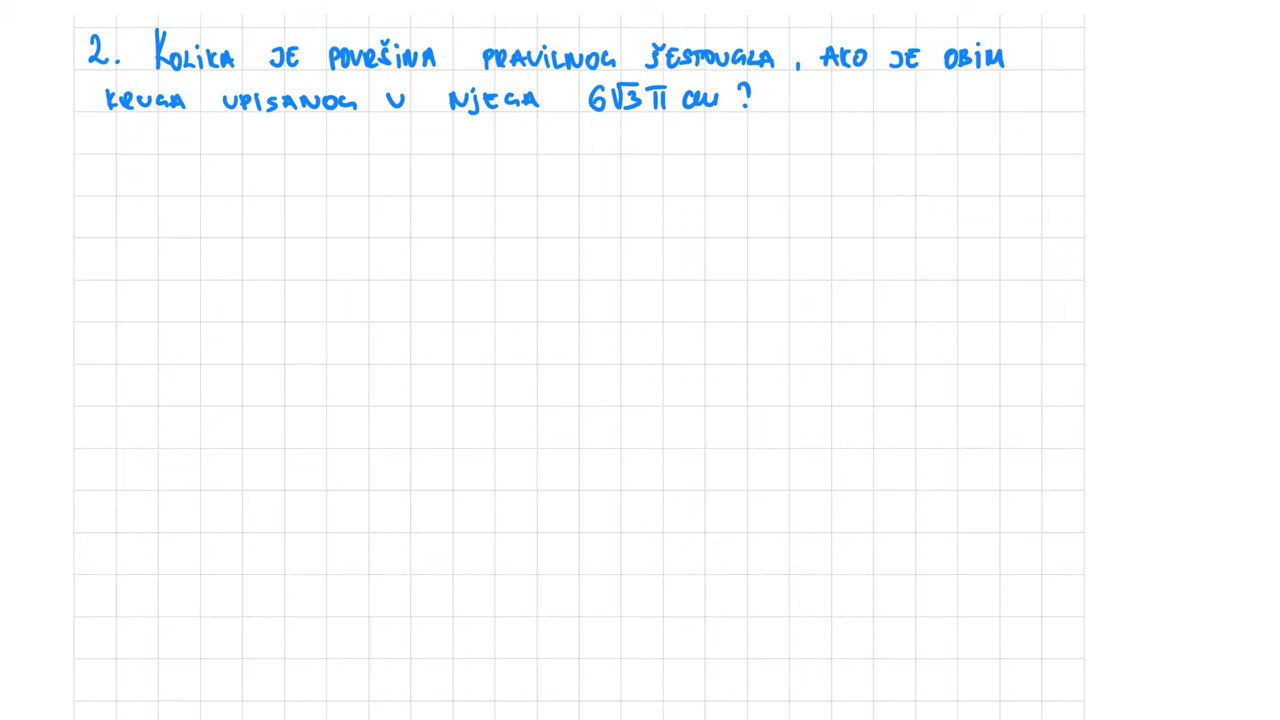 2. KOLIKA JE POVRŠINA PRAVILNOG ŠESTOUGLA, AKO JE OBIM
KRUGA UPISANOG U NJEGA 6√3π cm?